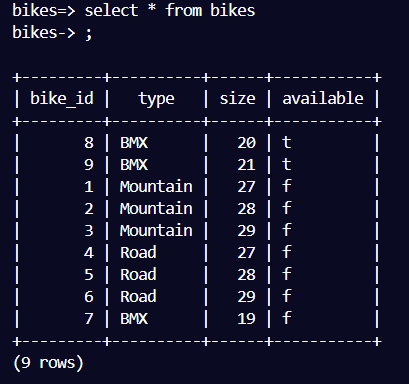 bikes=> select * from bikes
bikes-> ;
+---------+----------+------+-----------+
| bike_id |   type   | size | available |
+---------+----------+------+-----------+
|       8 | BMX      |   20 | t         |
|       9 | BMX      |   21 | t         |
|       1 | Mountain |   27 | f         |
|       2 | Mountain |   28 | f         |
|       3 | Mountain |   29 | f         |
|       4 | Road     |   27 | f         |
|       5 | Road     |   28 | f         |
|       6 | Road     |   29 | f         |
|       7 | BMX      |   19 | f         |
+---------+----------+------+-----------+
(9 rows)